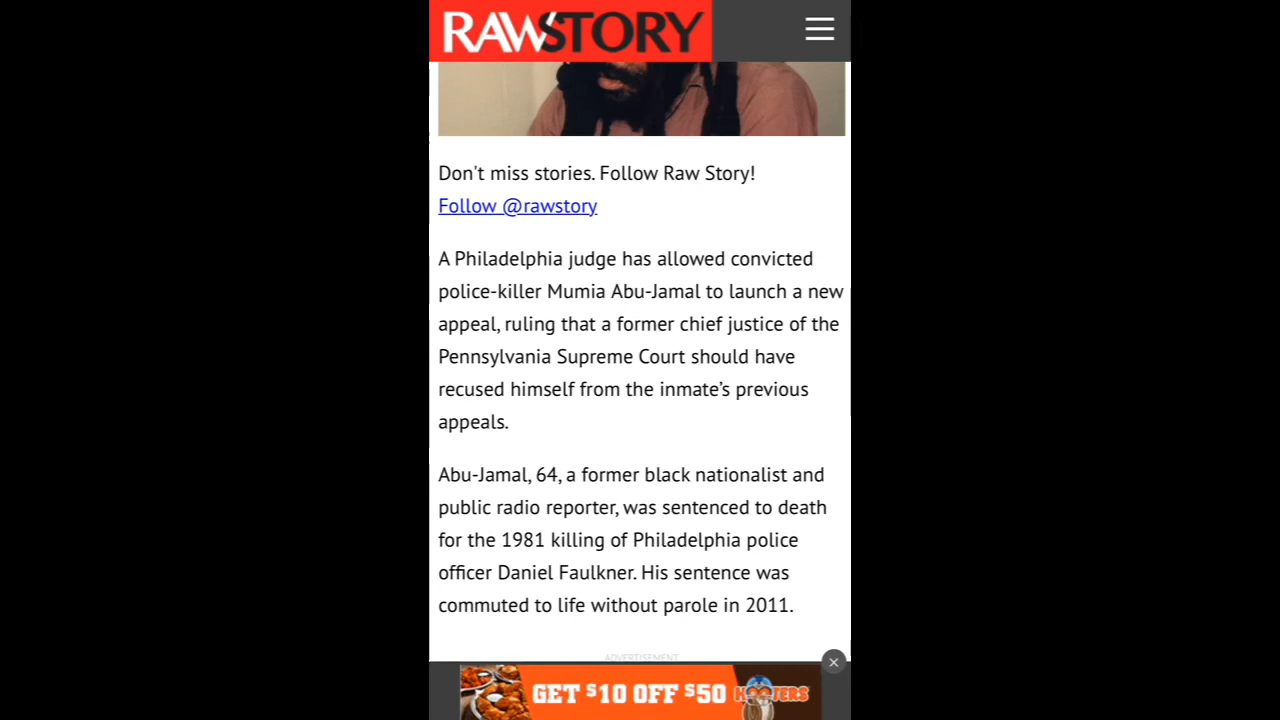 RAWSTORY
Don't miss stories. Follow Raw Story!
Follow @rawstory
A Philadelphia judge has allowed convicted
police-killer Mumia Abu-Jamal to launch a new
appeal, ruling that a former chief justice of the
Pennsylvania Supreme Court should have
recused himself from the inmate’s previous
appeals.
Abu-Jamal, 64, a former black nationalist and
public radio reporter, was sentenced to death
for the 1981 killing of Philadelphia police
officer Daniel Faulkner. His sentence was
commuted to life without parole in 2011.
ADVERTISEMENT
GET $10 OFF $50 HOOTERS